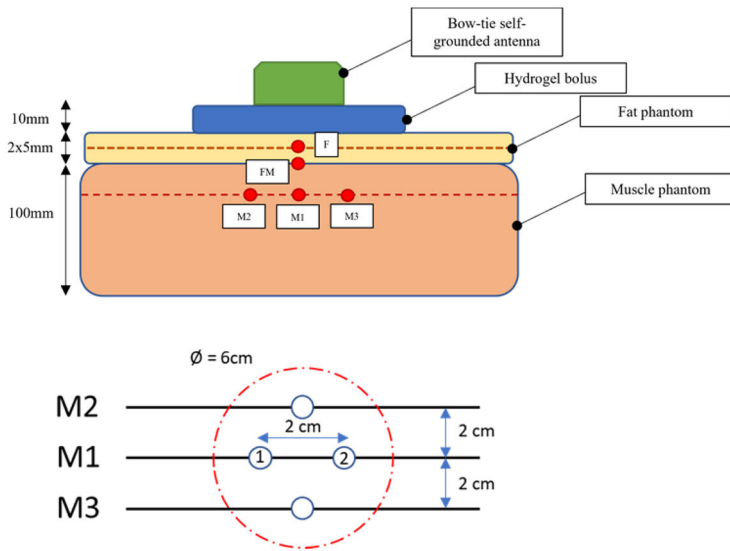 Bow-tie self-
grounded antenna
Hydrogel bolus
10mm
Fat phantom
2x5mm
F
FM
100mm
Muscle phantom
M2
M1
M3
Ø = 6cm
M2
2 cm
2 cm
M1
1
2
2 cm
M3